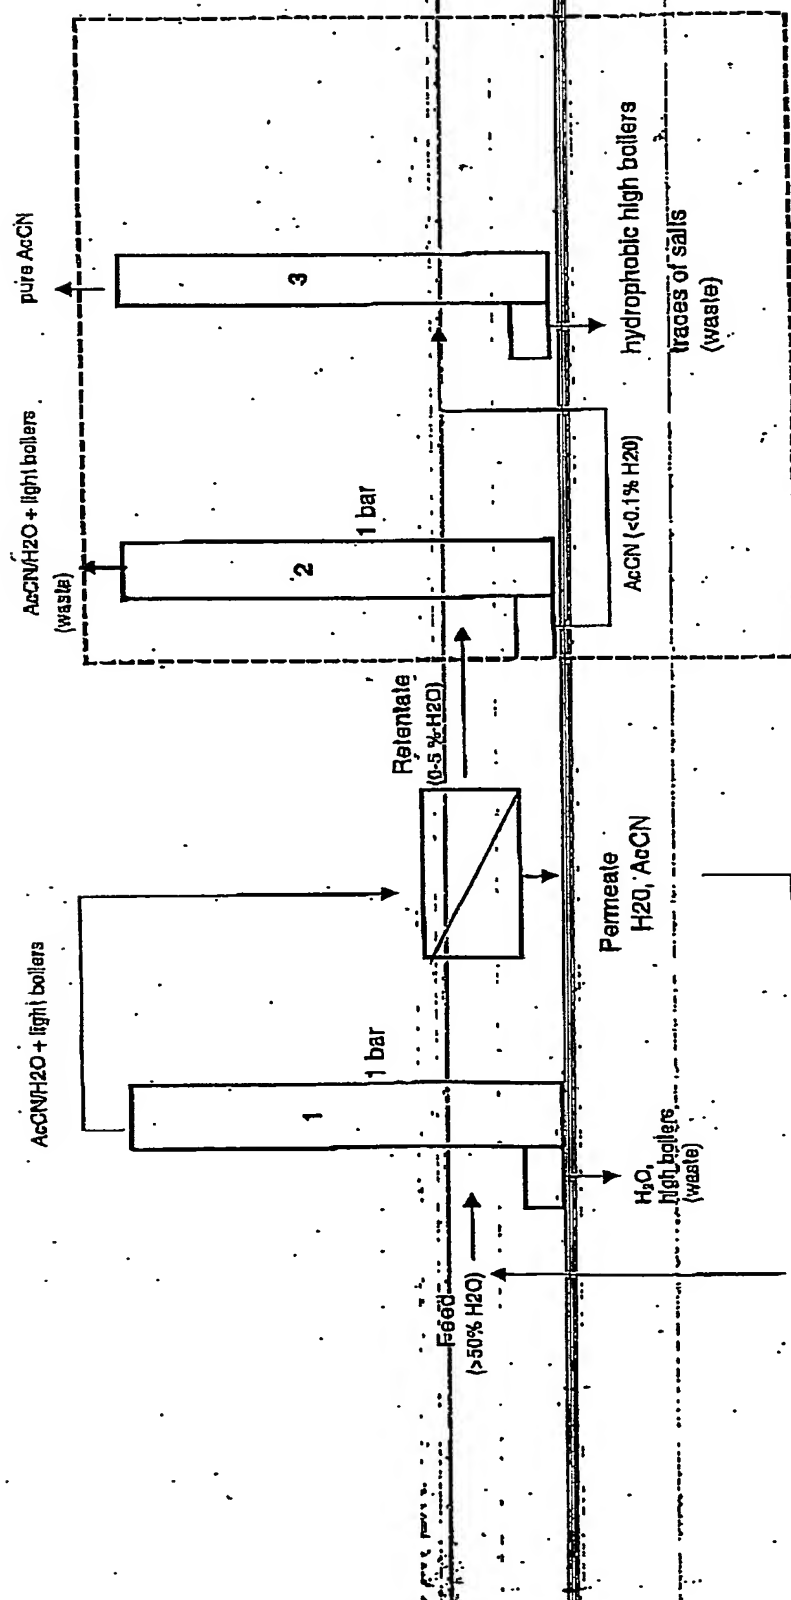 AcCN/H2O + light boilers
AcCN/H2O + light boilers
(waste)
pure AcCN
1
1 bar
2
1 bar
3
Feed
(>50% H2O)
Retentate
(0-5 % H2O)
H₂O,
high boilers
(waste)
Permeate
H2O, AcCN
AcCN (<0.1% H2O)
hydrophobic high boilers
traces of salts
(waste)